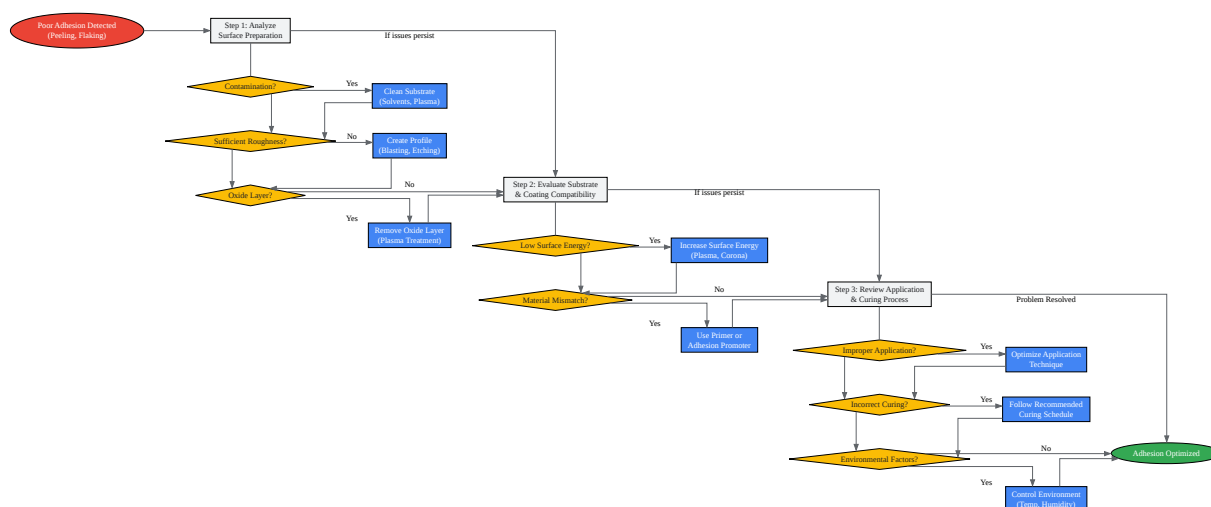 Poor Adhesion Detected
(Peeling, Flaking)
Step 1: Analyze
Surface Preparation
If issues persist
Contamination?
Yes
Clean Substrate
(Solvents, Plasma)
Sufficient Roughness?
No
Create Profile
(Blasting, Etching)
Oxide Layer?
No
Yes
Remove Oxide Layer
(Plasma Treatment)
Step 2: Evaluate Substrate
& Coating Compatibility
If issues persist
Low Surface Energy?
Yes
Increase Surface Energy
(Plasma, Corona)
Material Mismatch?
No
Yes
Use Primer or
Adhesion Promoter
Step 3: Review Application
& Curing Process
Problem Resolved
Improper Application?
Yes
Optimize Application
Technique
Incorrect Curing?
Yes
Follow Recommended
Curing Schedule
Environmental Factors?
No
Yes
Adhesion Optimized
Control Environment
(Temp, Humidity)